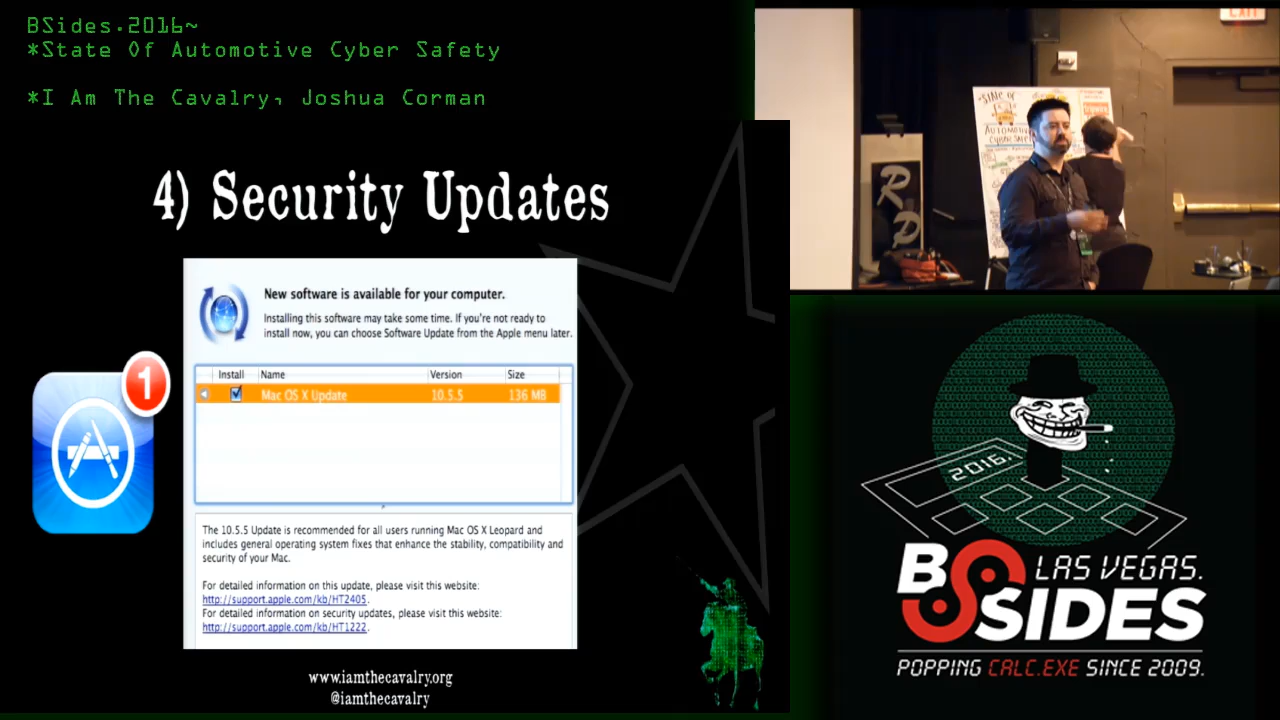 BSides.2016~
*State Of Automotive Cyber Safety
*I Am The Cavalry, Joshua Corman
4) Security Updates
New software is available for your computer.
Installing this software may take some time. If you're not ready to
install now, you can choose Software Update from the Apple menu later.
Install Name Version Size
Mac OS X Update 10.5.5 136 MB
1
The 10.5.5 Update is recommended for all users running Mac OS X Leopard and
includes general operating system fixes that enhance the stability, compatibility and
security of your Mac.
For detailed information on this update, please visit this website:
http://support.apple.com/kb/HT2405.
For detailed information on security updates, please visit this website:
http://support.apple.com/kb/HT1222.
www.iamthecavalry.org
@iamthecavalry
EXIT
STATE OF
AUTOMOTIVE
CYBER SAFETY
R
D
2016.
BSIDES
LAS VEGAS.
POPPING CALC.EXE SINCE 2009.